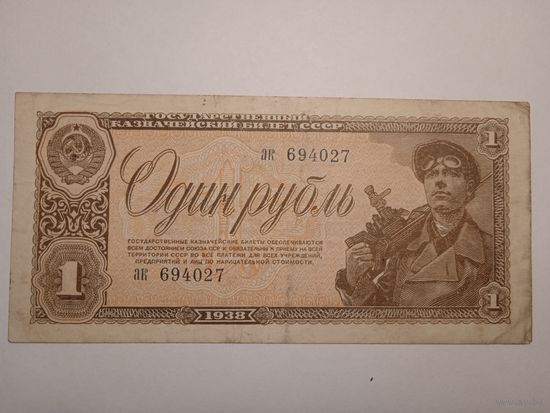 ГОСУДАРСТВЕННЫЙ
КАЗНАЧЕЙСКИЙ БИЛЕТ СССР
1
ак 694027
Один рубль
ГОСУДАРСТВЕННЫЕ КАЗНАЧЕЙСКИЕ БИЛЕТЫ ОБЕСПЕЧИВАЮТСЯ
ВСЕМ ДОСТОЯНИЕМ СОЮЗА ССР И ОБЯЗАТЕЛЬНЫ К ПРИЕМУ НА ВСЕЙ
ТЕРРИТОРИИ СССР ВО ВСЕ ПЛАТЕЖИ ДЛЯ ВСЕХ УЧРЕЖДЕНИЙ,
ПРЕДПРИЯТИЙ И ЛИЦ ПО НАРИЦАТЕЛЬНОЙ СТОИМОСТИ.
1
ак 694027
1
1938